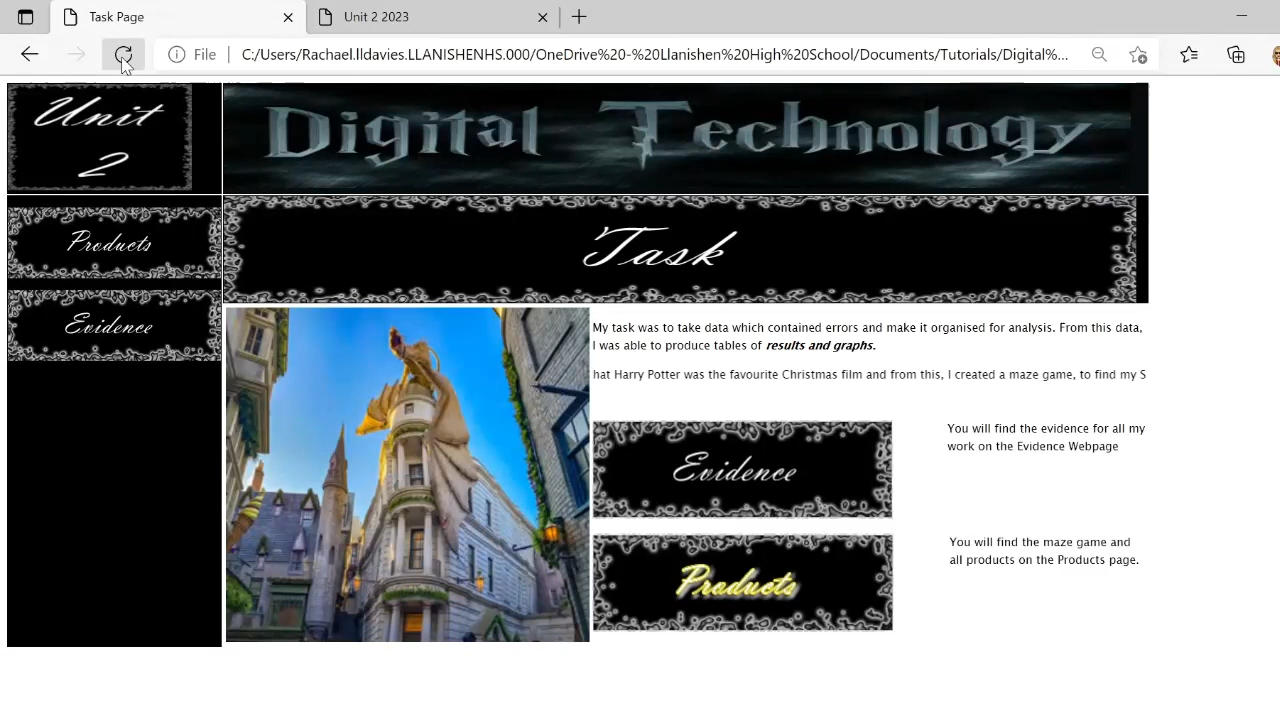 Task Page
Unit 2 2023
File
C:/Users/Rachael.lldavies.LLANISHENHS.000/OneDrive%20-%20Llanishen%20High%20School/Documents/Tutorials/Digital%...
Unit
2
Digital Technology
Products
Evidence
Task
My task was to take data which contained errors and make it organised for analysis. From this data,
I was able to produce tables of results and graphs.
hat Harry Potter was the favourite Christmas film and from this, I created a maze game, to find my S
Evidence
You will find the evidence for all my
work on the Evidence Webpage
Products
You will find the maze game and
all products on the Products page.